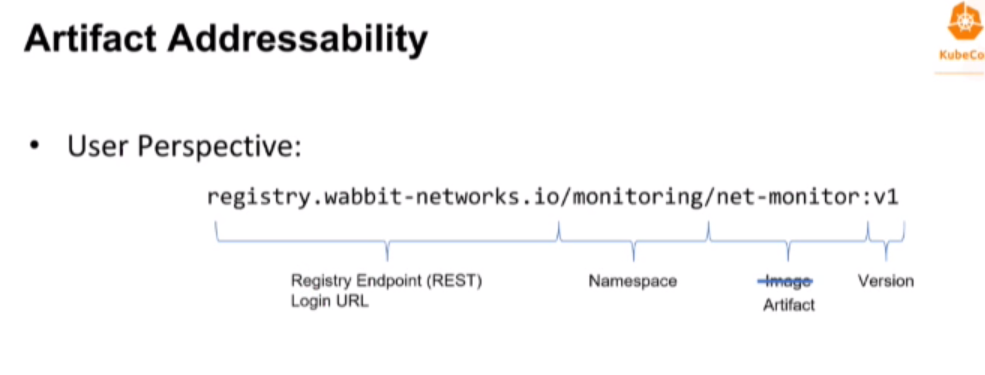 Artifact Addressability
KubeCo
• User Perspective:
registry.wabbit-networks.io/monitoring/net-monitor:v1
Registry Endpoint (REST)
Login URL
Namespace
Image
Artifact
Version